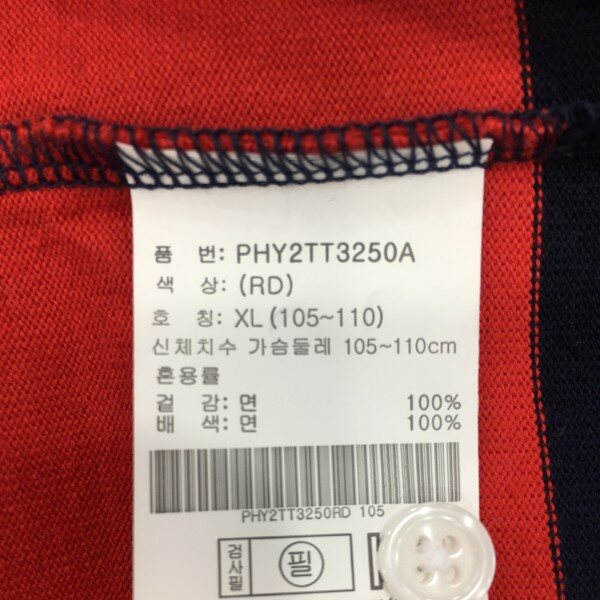 품 번: PHY2TT3250A
색 상: (RD)
호 칭: XL (105~110)
신체치수 가슴둘레 105~110cm
혼용률
겉 감: 면 100%
배 색: 면 100%
PHY2TT3250RD 105
검사필 필